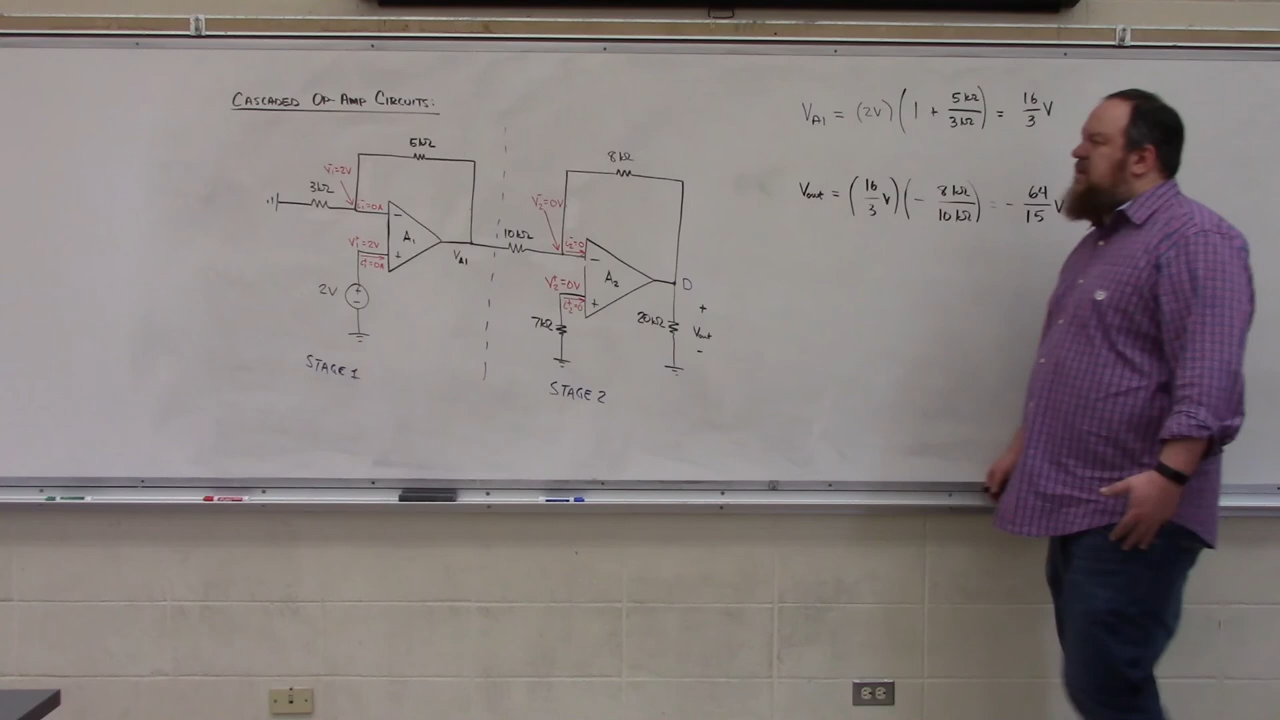 CASCADED OP-AMP CIRCUITS:
5kΩ
V₁⁻=2V
3kΩ
i₁⁻=0A
−
A₁
V₁⁺=2V
i₁⁺=0A
+
V_A1
2V
+
−
STAGE 1
8kΩ
V₂⁻=0V
10kΩ
i₂⁻=0
−
A₂
V₂⁺=0V
i₂⁺=0
+
7kΩ
D
20kΩ
+
Vout
−
STAGE 2
V_A1 = (2V)(1 + 5kΩ/3kΩ) = 16/3 V
Vout = (16/3 V)(− 8kΩ/10kΩ) = − 64/15 V